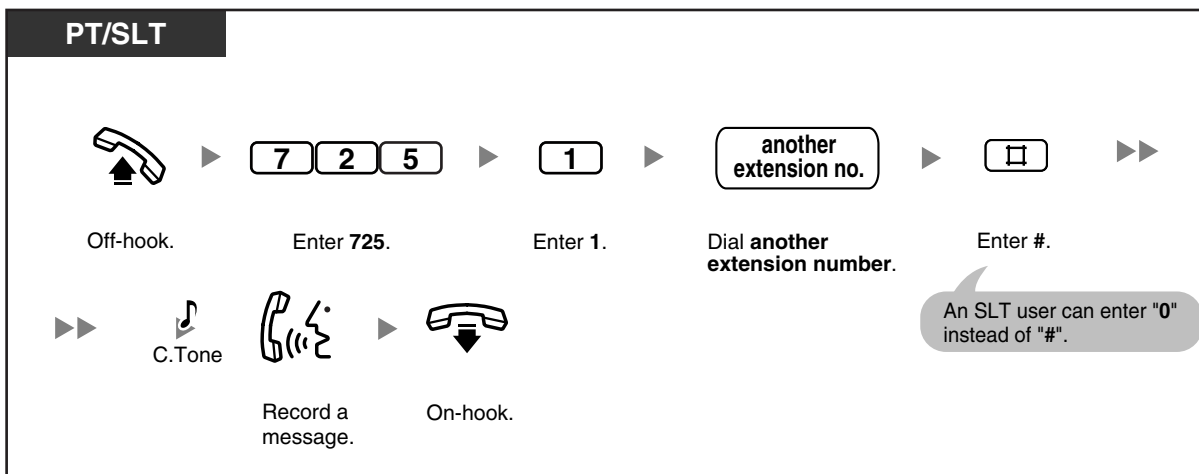 PT/SLT
7 2 5
1
another
extension no.
#
Off-hook.
Enter 725.
Enter 1.
Dial another
extension number.
Enter #.
An SLT user can enter "0"
instead of "#".
C.Tone
Record a
message.
On-hook.